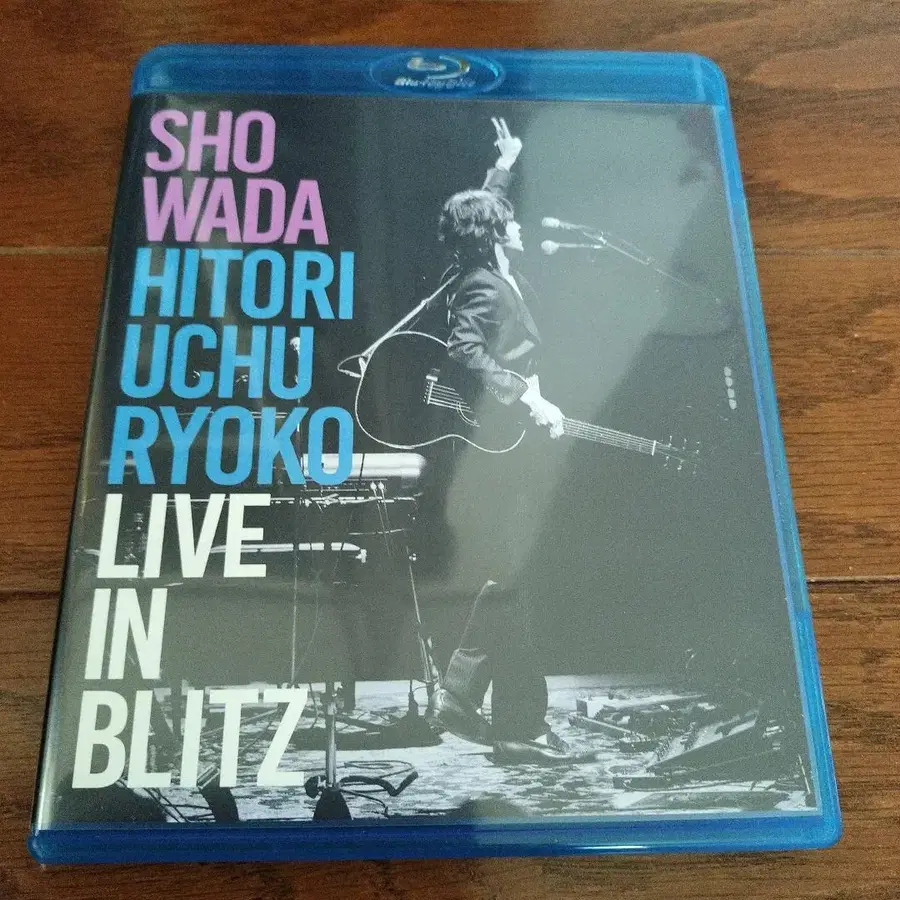 Blu-ray Disc
SHO
WADA
HITORI
UCHU
RYOKO
LIVE
IN
BLITZ